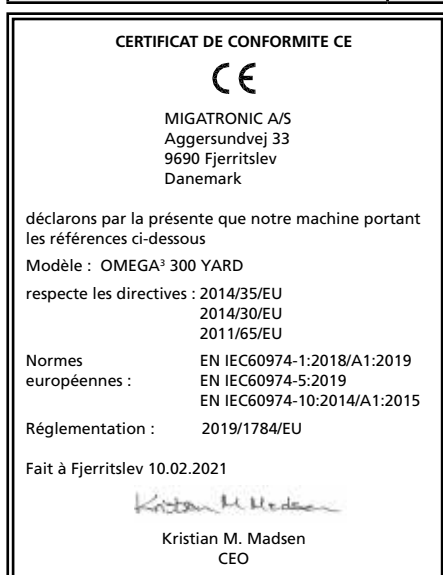 CERTIFICAT DE CONFORMITE CE
CE
MIGATRONIC A/S
Aggersundvej 33
9690 Fjerritslev
Danemark
déclarons par la présente que notre machine portant
les références ci-dessous
Modèle : OMEGA³ 300 YARD
respecte les directives : 2014/35/EU
2014/30/EU
2011/65/EU
Normes EN IEC60974-1:2018/A1:2019
européennes : EN IEC60974-5:2019
EN IEC60974-10:2014/A1:2015
Réglementation : 2019/1784/EU
Fait à Fjerritslev 10.02.2021
Kristian M Madsen
Kristian M. Madsen
CEO